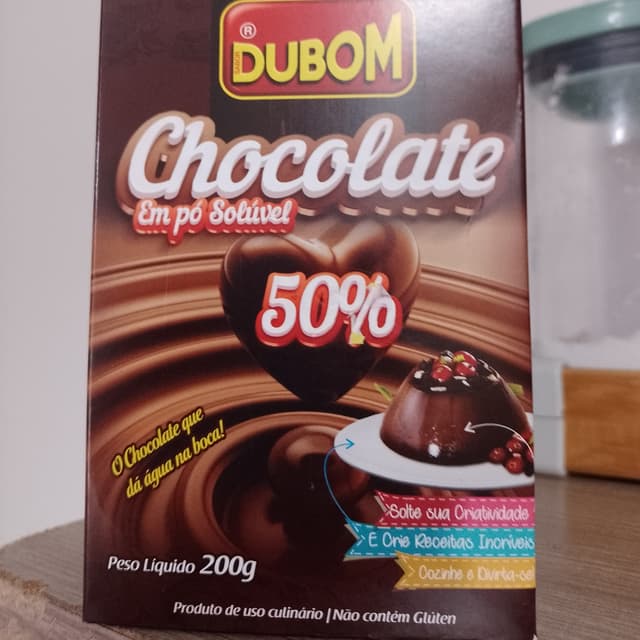 ®
SABOR
DUBOM
Chocolate
Em pó Solúvel
50%
O Chocolate que
dá água na boca!
Solte sua Criatividade
E Crie Receitas Incríveis
Cozinhe e Divirta-se
Peso Líquido 200g
Produto de uso culinário | Não contém Glúten